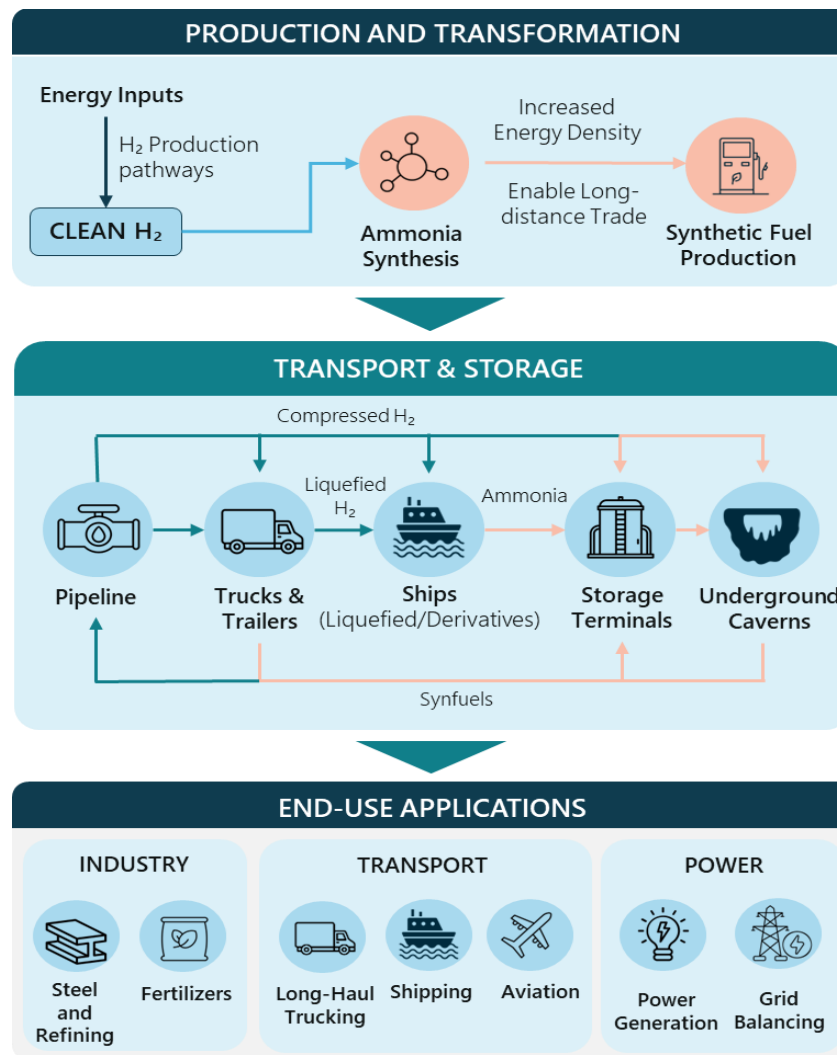 PRODUCTION AND TRANSFORMATION
Energy Inputs
H₂ Production
pathways
CLEAN H₂
Ammonia
Synthesis
Increased
Energy Density
Enable Long-
distance Trade
Synthetic Fuel
Production
TRANSPORT & STORAGE
Compressed H₂
Liquefied
H₂
Ammonia
Pipeline
Trucks &
Trailers
Ships
(Liquefied/Derivatives)
Storage
Terminals
Underground
Caverns
Synfuels
END-USE APPLICATIONS
INDUSTRY
Steel
and
Refining
Fertilizers
TRANSPORT
Long-Haul
Trucking
Shipping
Aviation
POWER
Power
Generation
Grid
Balancing